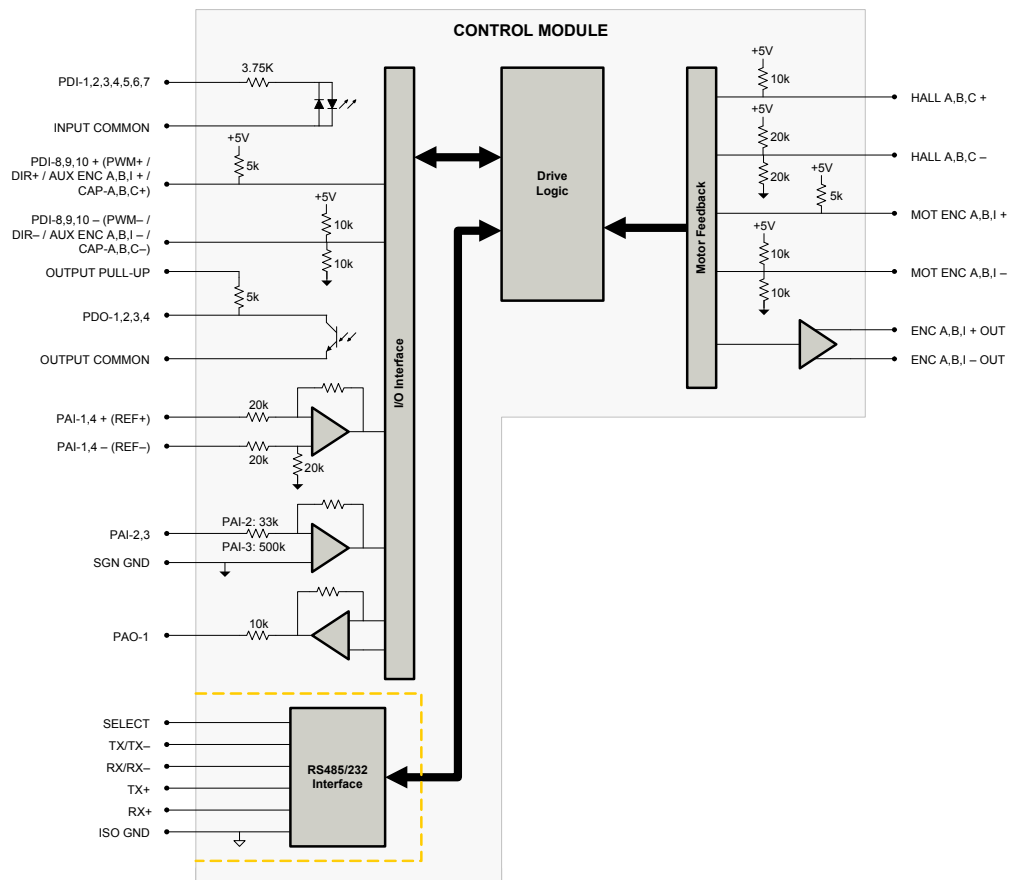 CONTROL MODULE
PDI-1,2,3,4,5,6,7
3.75K
INPUT COMMON
+5V
5k
PDI-8,9,10 + (PWM+ /
DIR+ / AUX ENC A,B,I + /
CAP-A,B,C+)
+5V
10k
10k
PDI-8,9,10 – (PWM– /
DIR– / AUX ENC A,B,I – /
CAP-A,B,C–)
OUTPUT PULL-UP
5k
PDO-1,2,3,4
OUTPUT COMMON
PAI-1,4 + (REF+)
20k
PAI-1,4 – (REF–)
20k
20k
PAI-2,3
PAI-2: 33k
PAI-3: 500k
SGN GND
PAO-1
10k
I/O Interface
SELECT
TX/TX–
RX/RX–
TX+
RX+
ISO GND
RS485/232
Interface
Drive
Logic
Motor Feedback
+5V
10k
HALL A,B,C +
+5V
20k
20k
HALL A,B,C –
+5V
5k
MOT ENC A,B,I +
+5V
10k
10k
MOT ENC A,B,I –
ENC A,B,I + OUT
ENC A,B,I – OUT